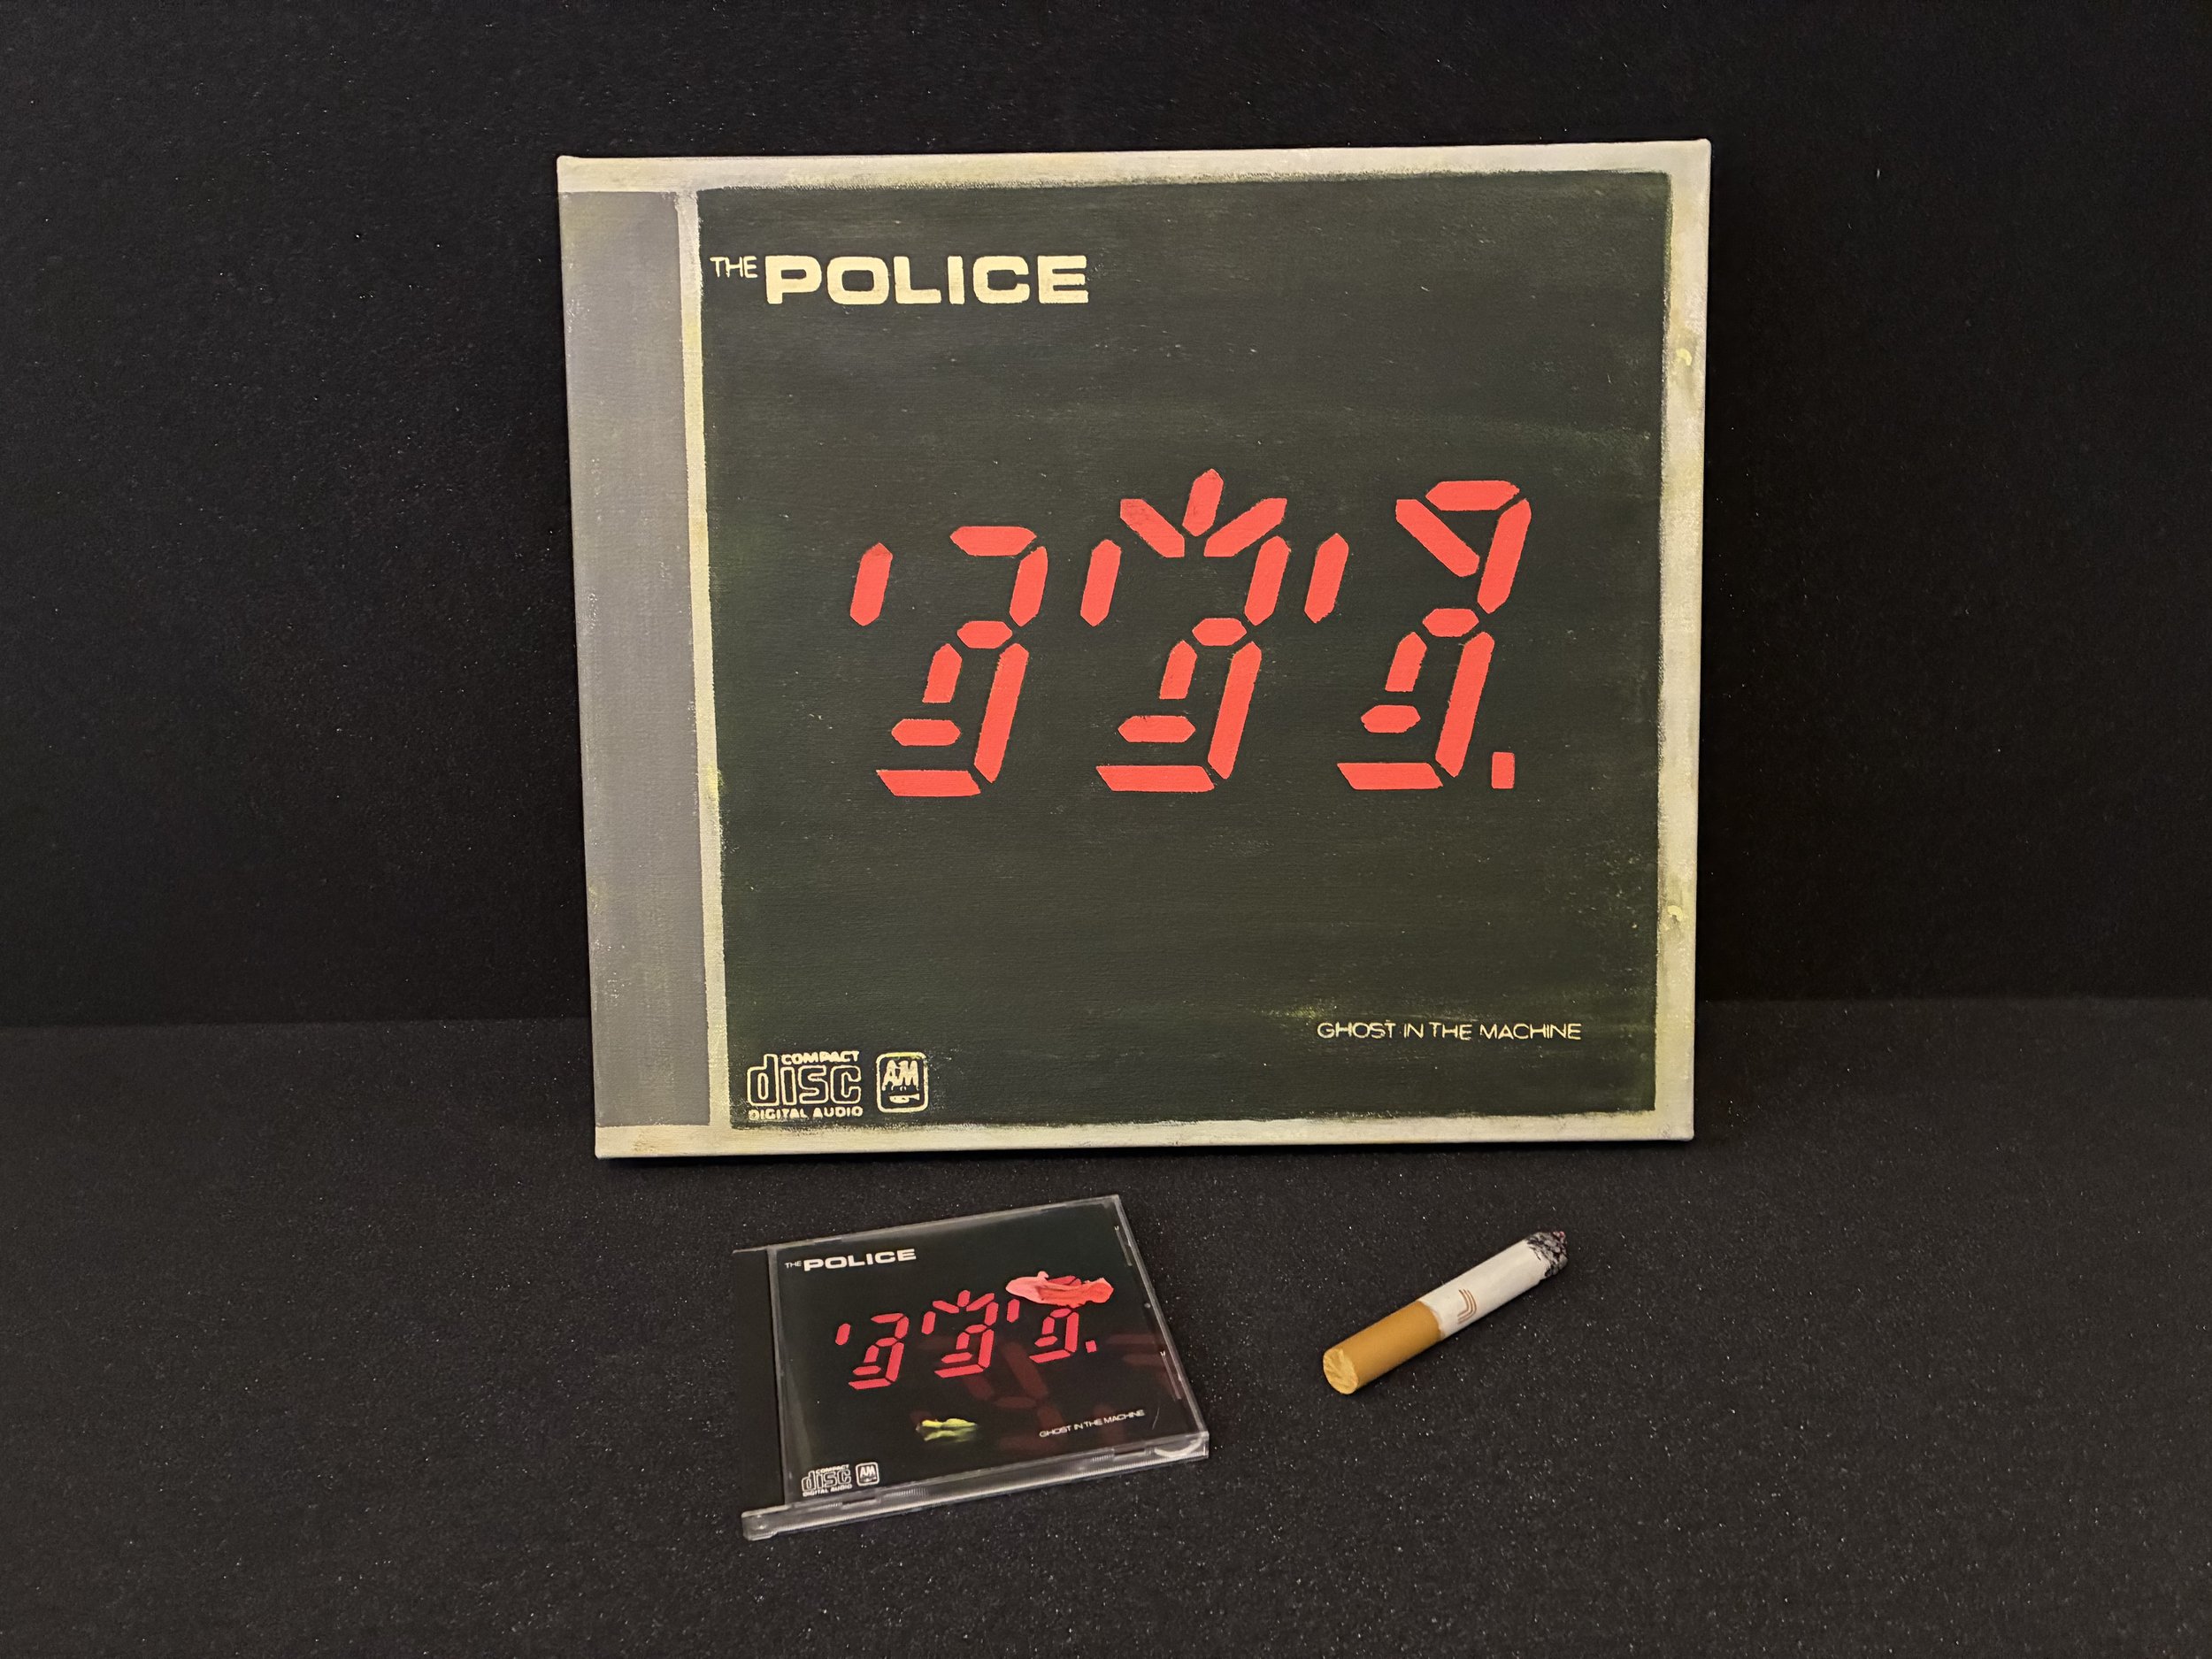 THE POLICE
GHOST IN THE MACHINE
COMPACT
disc
DIGITAL AUDIO
A&M
THE POLICE
GHOST IN THE MACHINE
COMPACT
disc
DIGITAL AUDIO
A&M